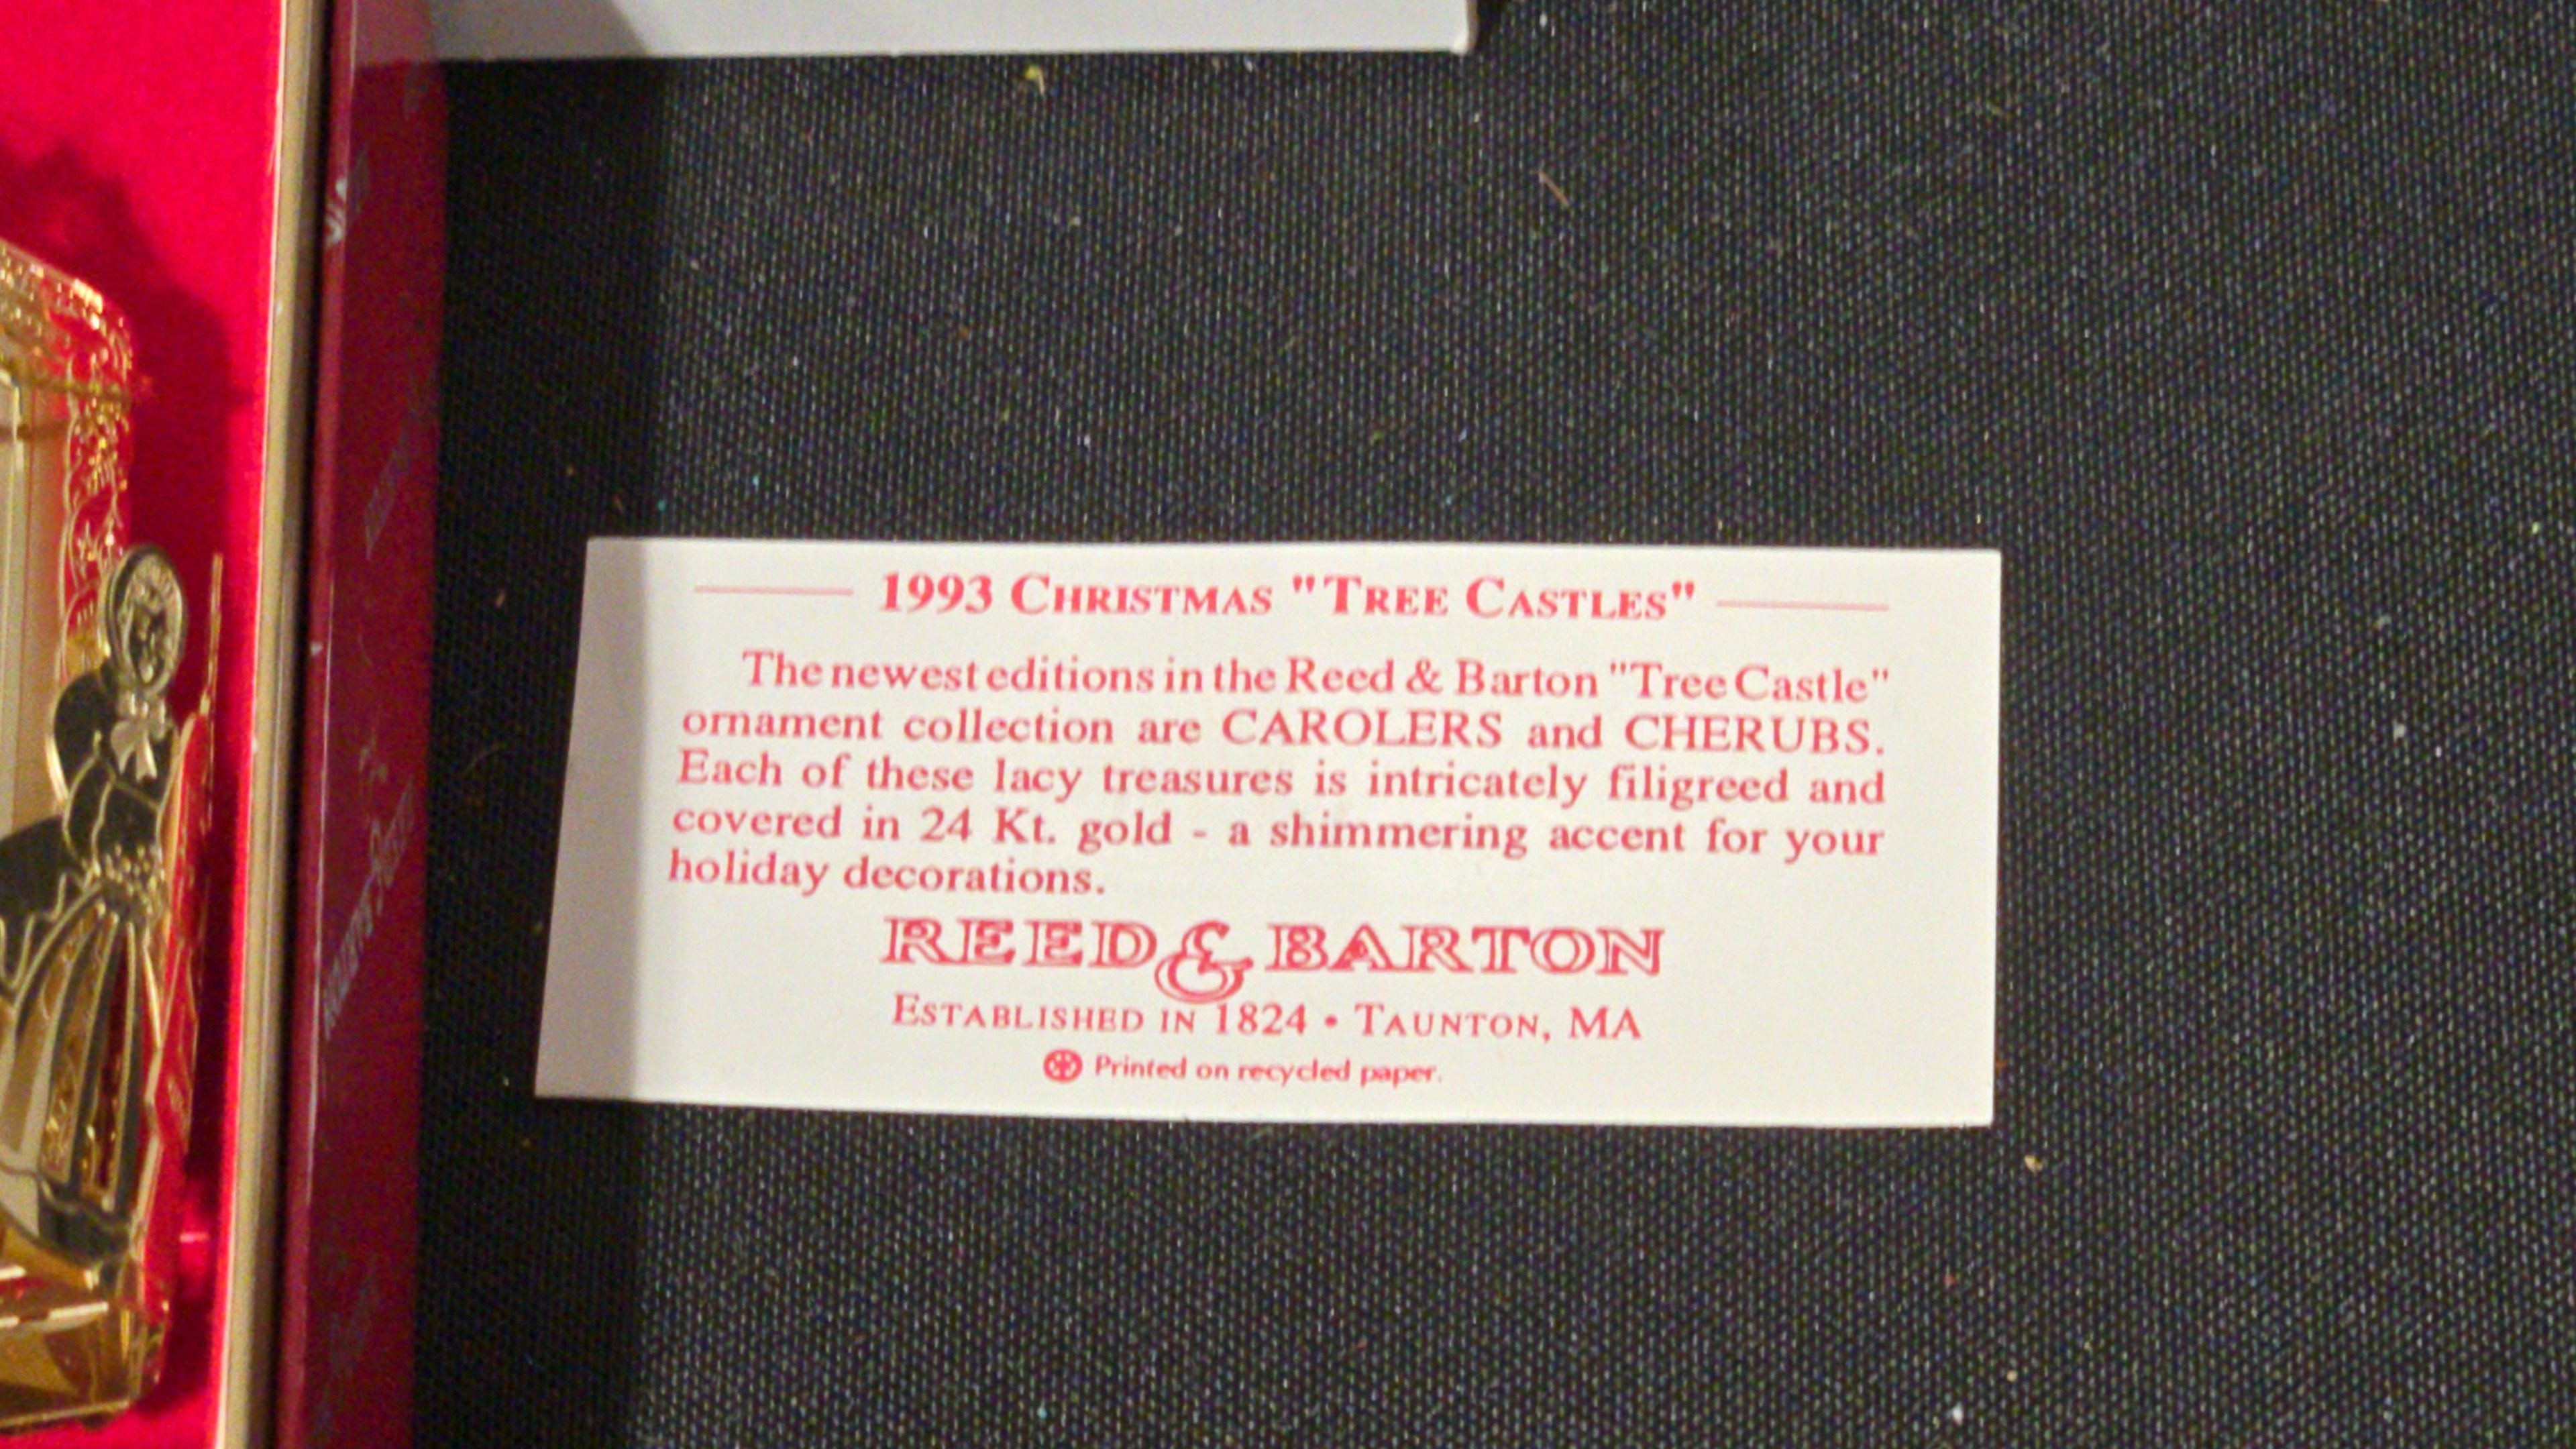 1993 CHRISTMAS "TREE CASTLES"
The newest editions in the Reed & Barton "Tree Castle"
ornament collection are CAROLERS and CHERUBS.
Each of these lacy treasures is intricately filigreed and
covered in 24 Kt. gold - a shimmering accent for your
holiday decorations.
REED & BARTON
ESTABLISHED IN 1824 • TAUNTON, MA
Printed on recycled paper.